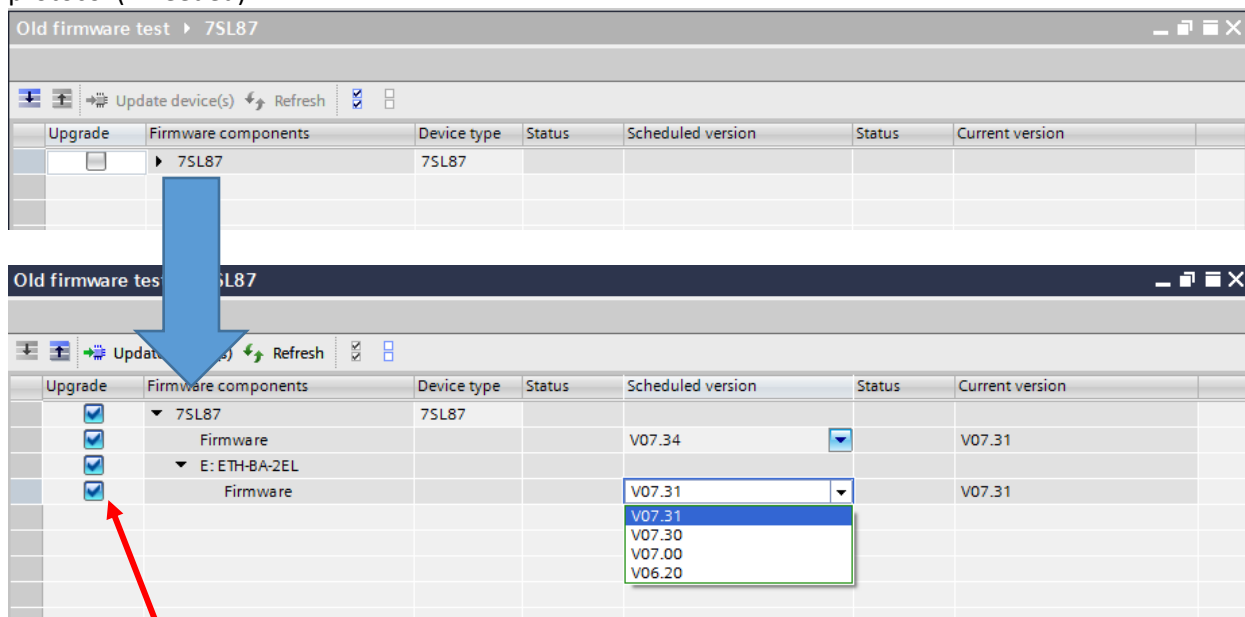 Old firmware test ▸ 7SL87
Update device(s) Refresh
Upgrade Firmware components Device type Status Scheduled version Status Current version
7SL87 7SL87
Old firmware SL87
Refresh
Upgrade Firmware components Device type Status Scheduled version Status Current version
7SL87 7SL87
Firmware V07.34 V07.31
E: ETH-BA-2EL
Firmware V07.31 V07.31
V07.31
V07.30
V07.00
V06.20